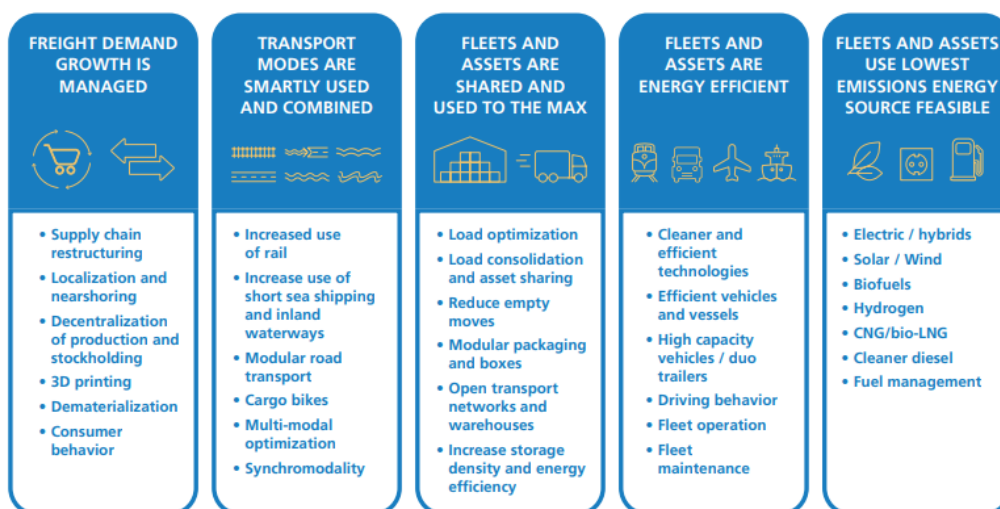 FREIGHT DEMAND
GROWTH IS
MANAGED
• Supply chain
restructuring
• Localization and
nearshoring
• Decentralization
of production and
stockholding
• 3D printing
• Dematerialization
• Consumer
behavior
TRANSPORT
MODES ARE
SMARTLY USED
AND COMBINED
• Increased use
of rail
• Increase use of
short sea shipping
and inland
waterways
• Modular road
transport
• Cargo bikes
• Multi-modal
optimization
• Synchromodality
FLEETS AND
ASSETS ARE
SHARED AND
USED TO THE MAX
• Load optimization
• Load consolidation
and asset sharing
• Reduce empty
moves
• Modular packaging
and boxes
• Open transport
networks and
warehouses
• Increase storage
density and energy
efficiency
FLEETS AND
ASSETS ARE
ENERGY EFFICIENT
• Cleaner and
efficient
technologies
• Efficient vehicles
and vessels
• High capacity
vehicles / duo
trailers
• Driving behavior
• Fleet operation
• Fleet
maintenance
FLEETS AND ASSETS
USE LOWEST
EMISSIONS ENERGY
SOURCE FEASIBLE
• Electric / hybrids
• Solar / Wind
• Biofuels
• Hydrogen
• CNG/bio-LNG
• Cleaner diesel
• Fuel management